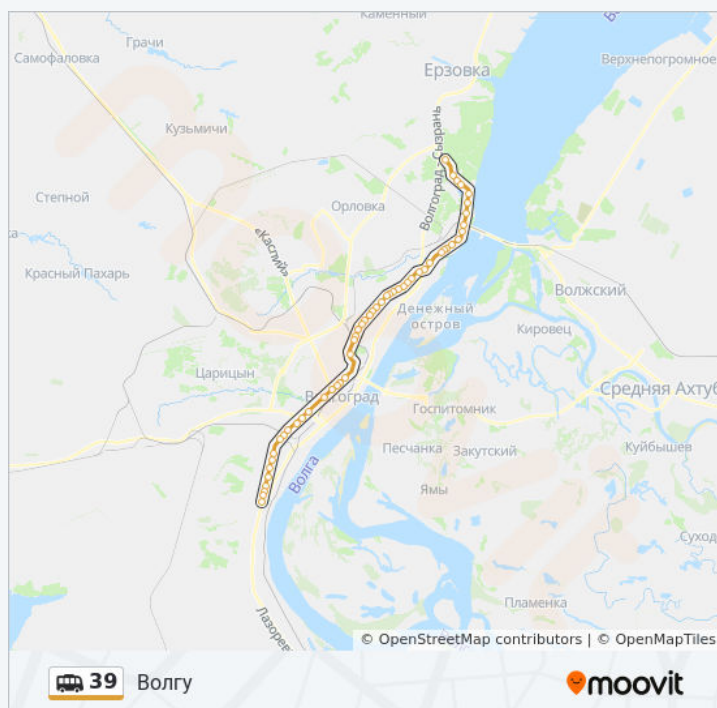 Каменный
Грачи
Самофаловка
Ерзовка
Верхнепогромное
Кузьмичи
Волгоград - Сызрань
Степной
Орловка
«Каспий»
Красный Пахарь
Волжский
Денежный
остров
Кировец
Царицын
Волгоград
Средняя Ахтуб
Госпитомник
Песчанка
Закутский
Куйбышев
Волга
Ямы
Суход
Пламенка
Лазорев
© OpenStreetMap contributors | © OpenMapTiles
39 Волгу
moovit